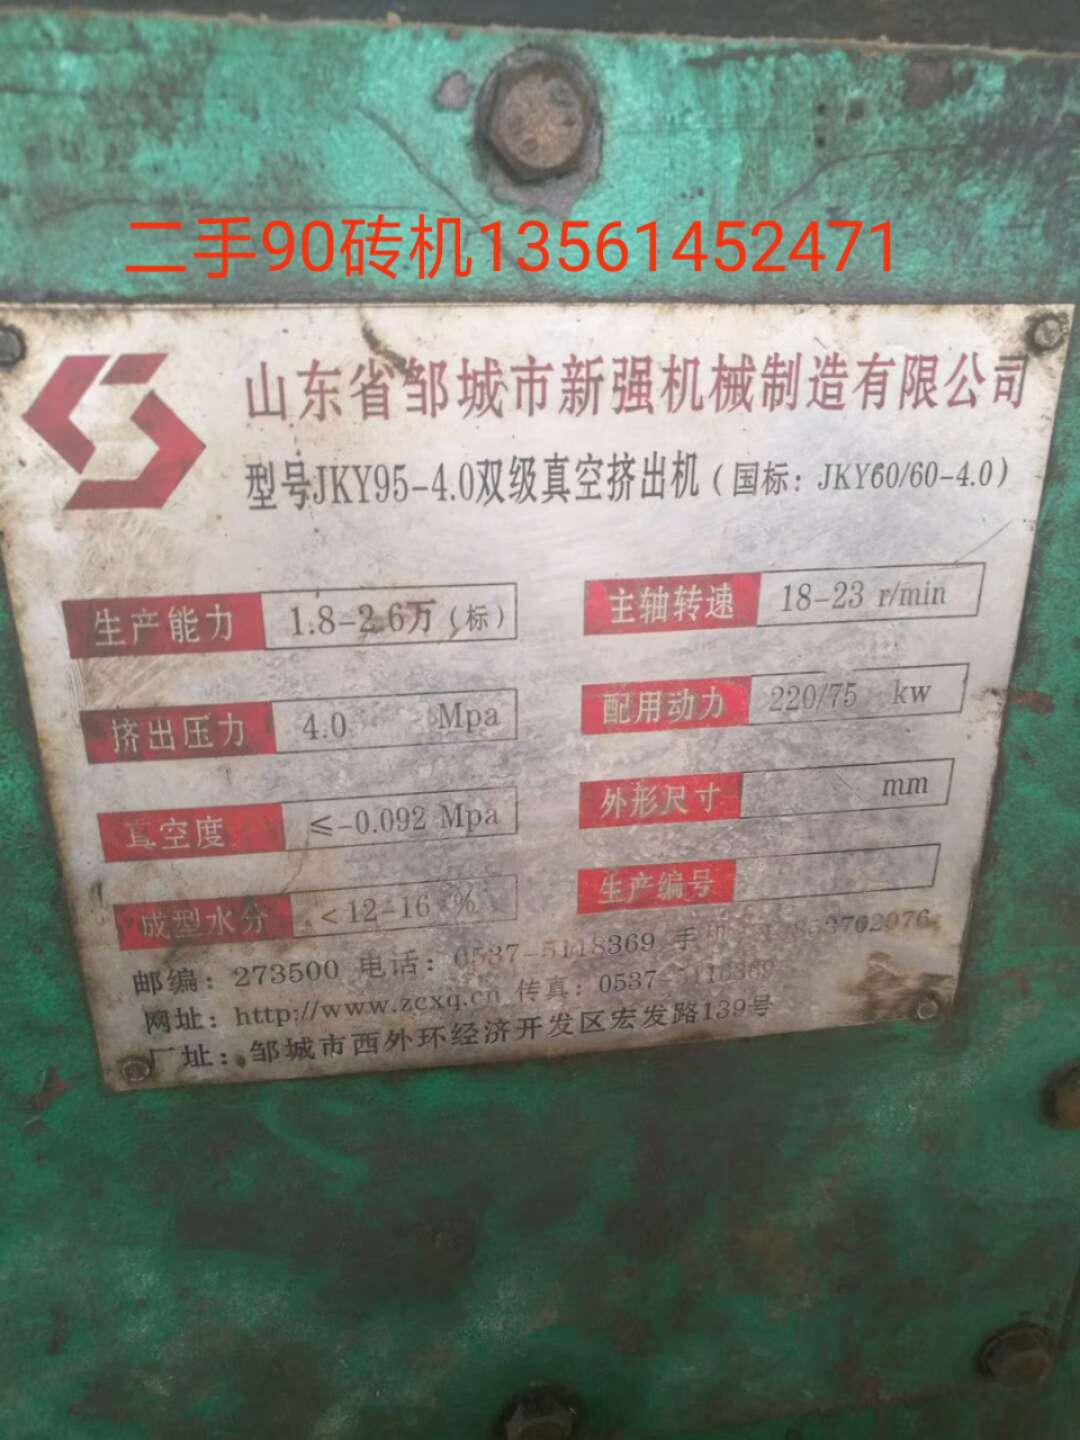 二手90砖机13561452471
山东省邹城市新强机械制造有限公司
型号JKY95-4.0双级真空挤出机(国标:JKY60/60-4.0)
生产能力 1.8-2.6万(标) 主轴转速 18-23 r/min
挤出压力 4.0 Mpa 配用动力 220/75 kw
真空度 ≤-0.092 Mpa 外形尺寸 mm
成型水分 <12-16 % 生产编号
邮编:273500 电话:0537-5118369 手机:
网址:http://www.zcxq.cn 传真:0537-5118369
厂址:邹城市西外环经济开发区宏发路139号